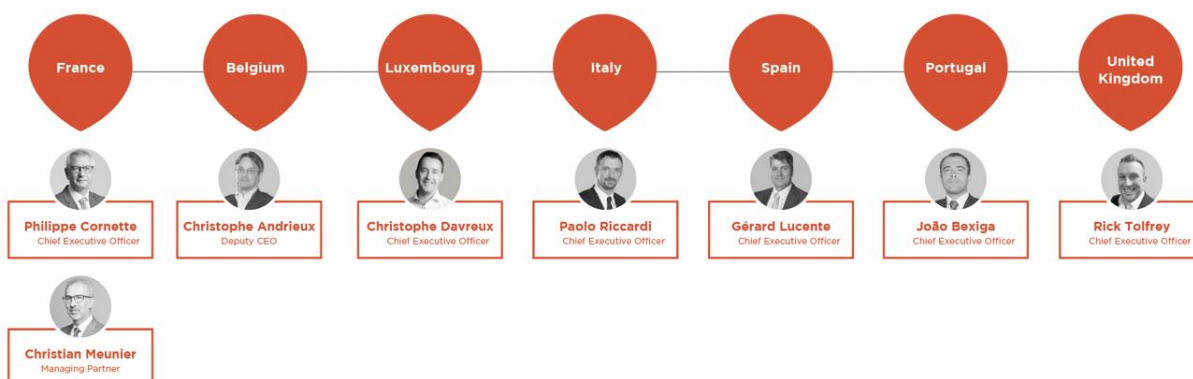 France
Belgium
Luxembourg
Italy
Spain
Portugal
United
Kingdom
Philippe Cornette
Chief Executive Officer
Christophe Andrieux
Deputy CEO
Christophe Davreux
Chief Executive Officer
Paolo Riccardi
Chief Executive Officer
Gérard Lucente
Chief Executive Officer
João Bexiga
Chief Executive Officer
Rick Tolfrey
Chief Executive Officer
Christian Meunier
Managing Partner